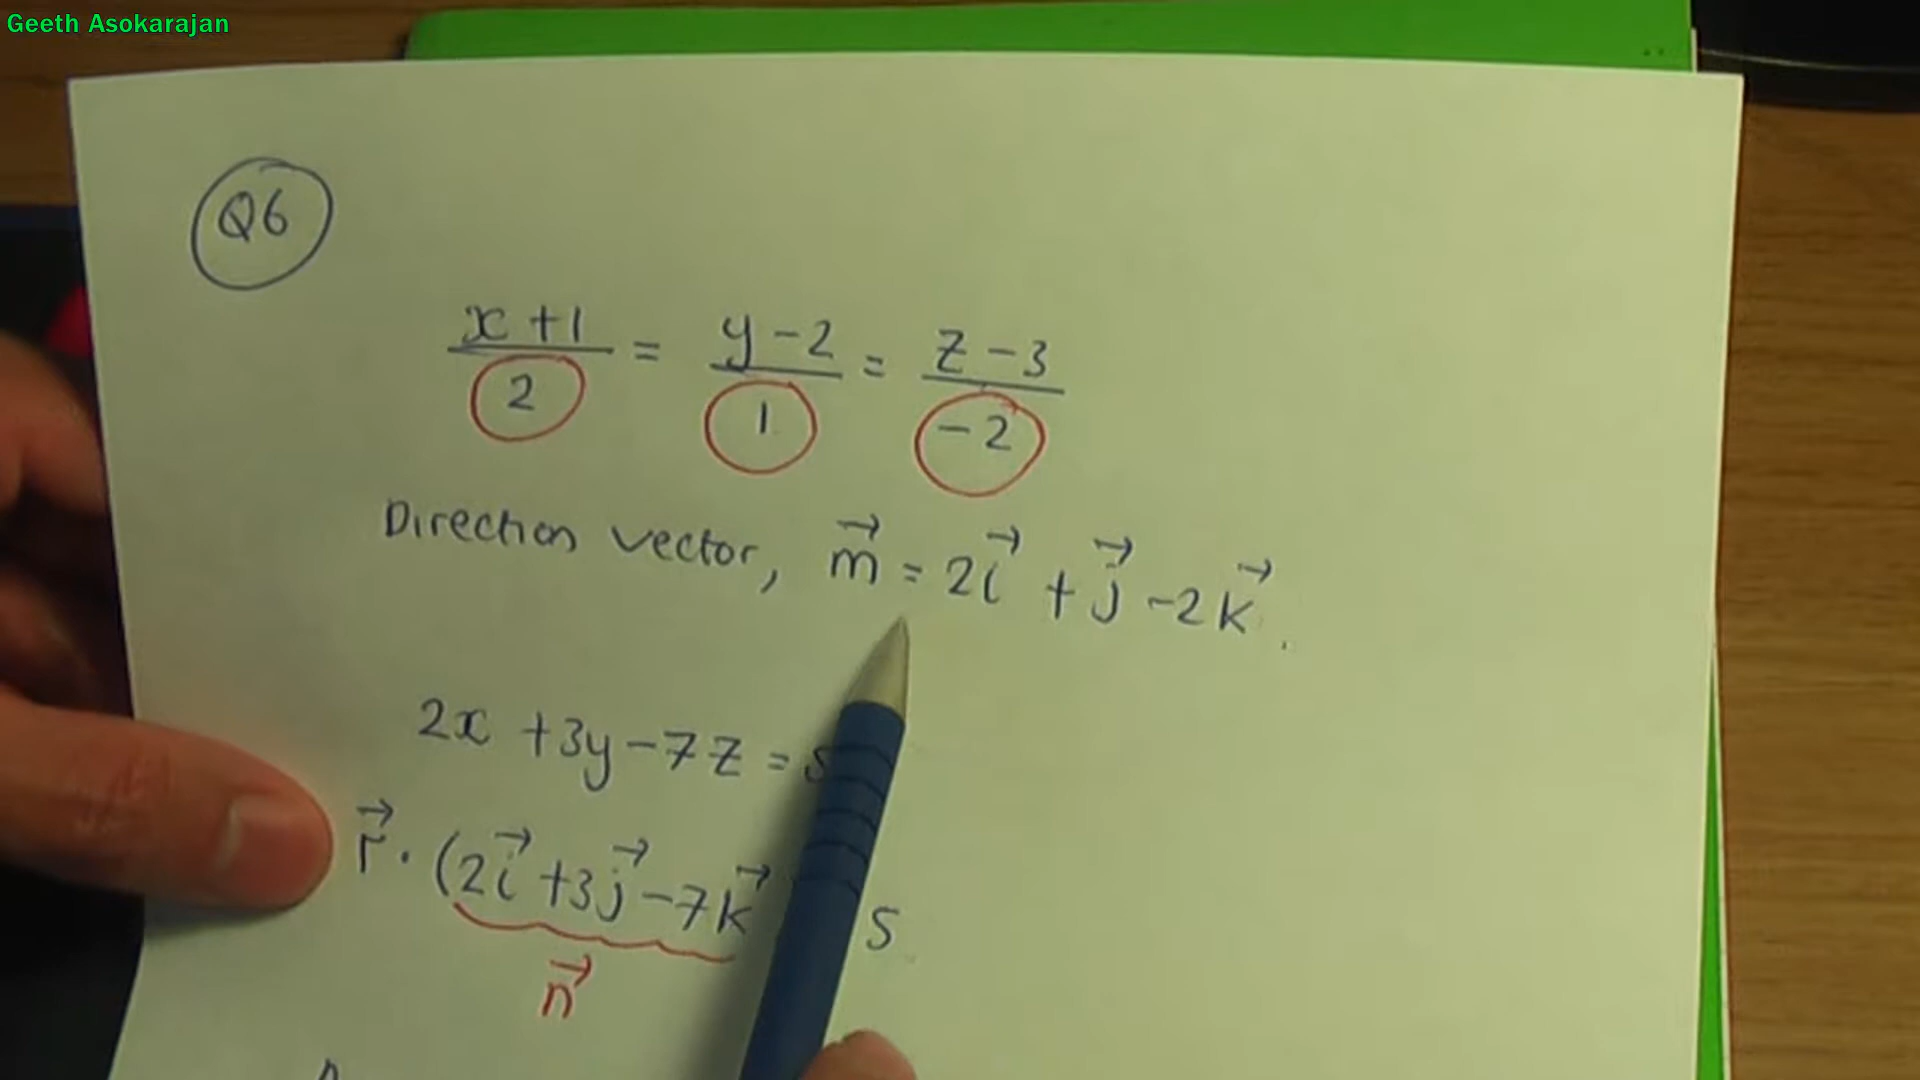 Geeth Asokarajan
Q6
x+1/2 = y-2/1 = z-3/-2
Direction vector, m⃗ = 2i⃗ + j⃗ -2k⃗.
2x +3y -7z =
r⃗. (2i⃗ +3j⃗ -7k⃗ 5
n⃗